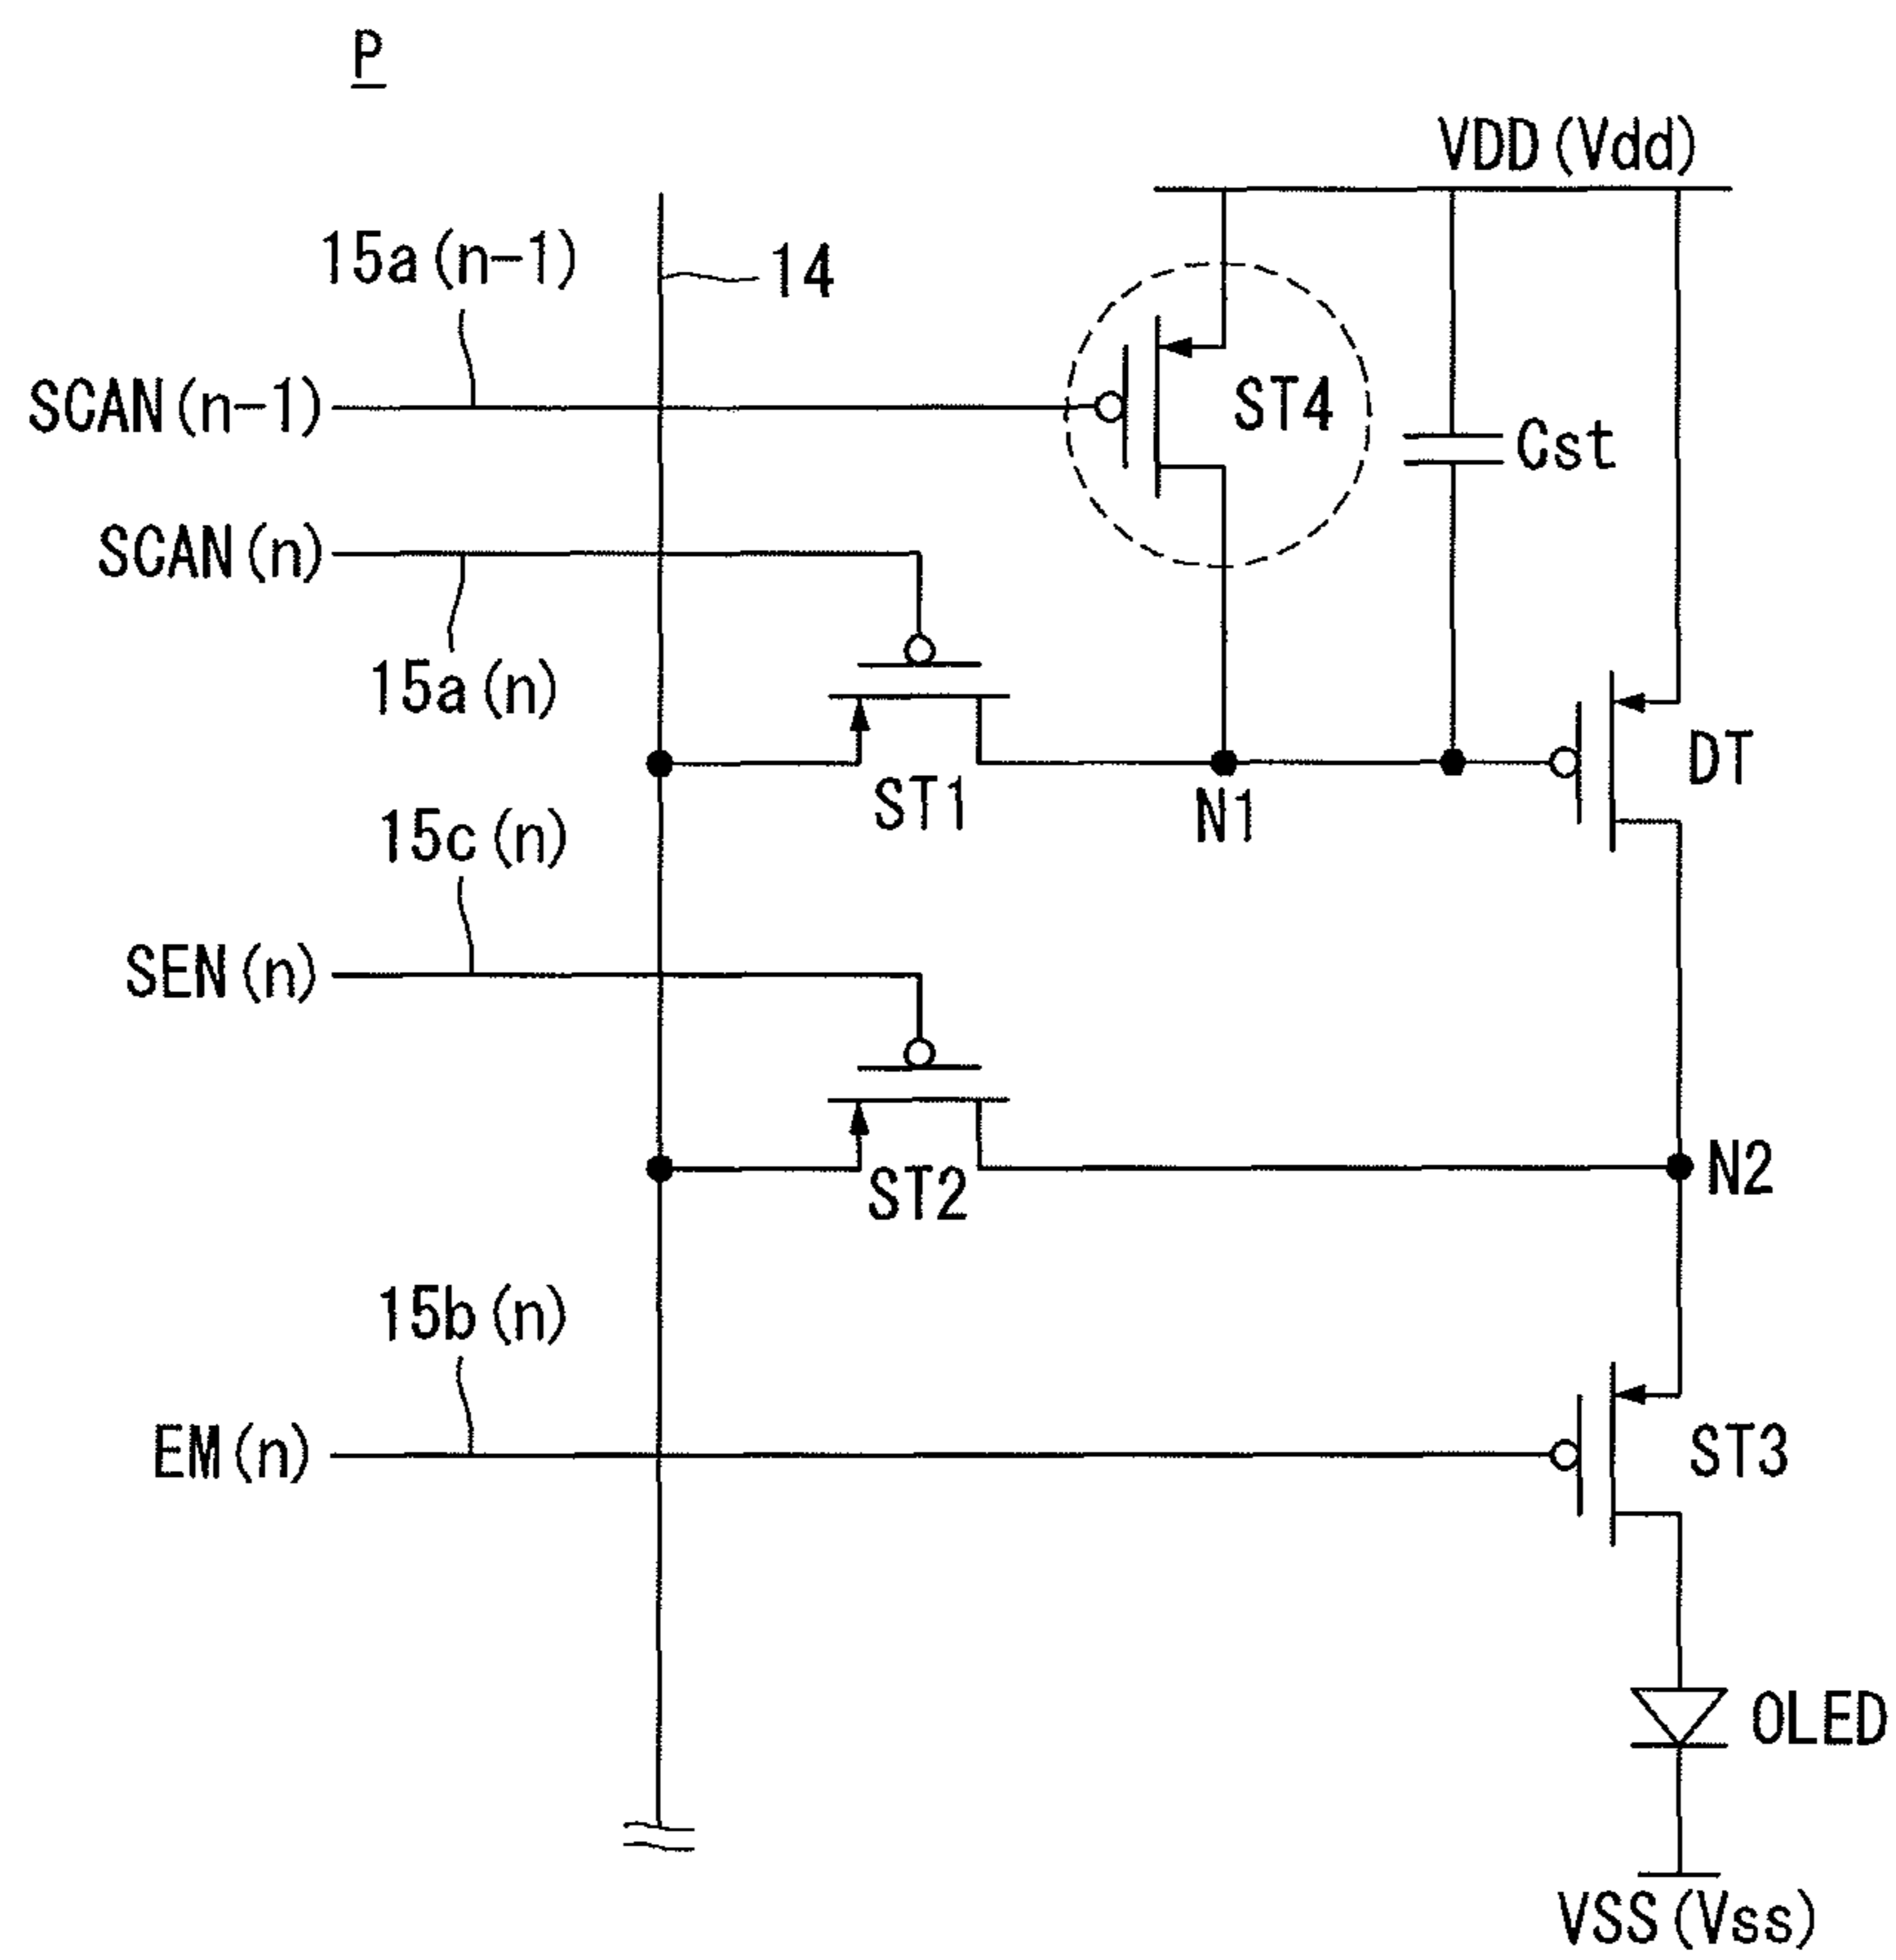 P
VDD(Vdd)
15a(n-1)
14
SCAN(n-1)
ST4
Cst
SCAN(n)
15a(n)
DT
ST1
N1
15c(n)
SEN(n)
N2
ST2
15b(n)
EM(n)
ST3
OLED
VSS(Vss)